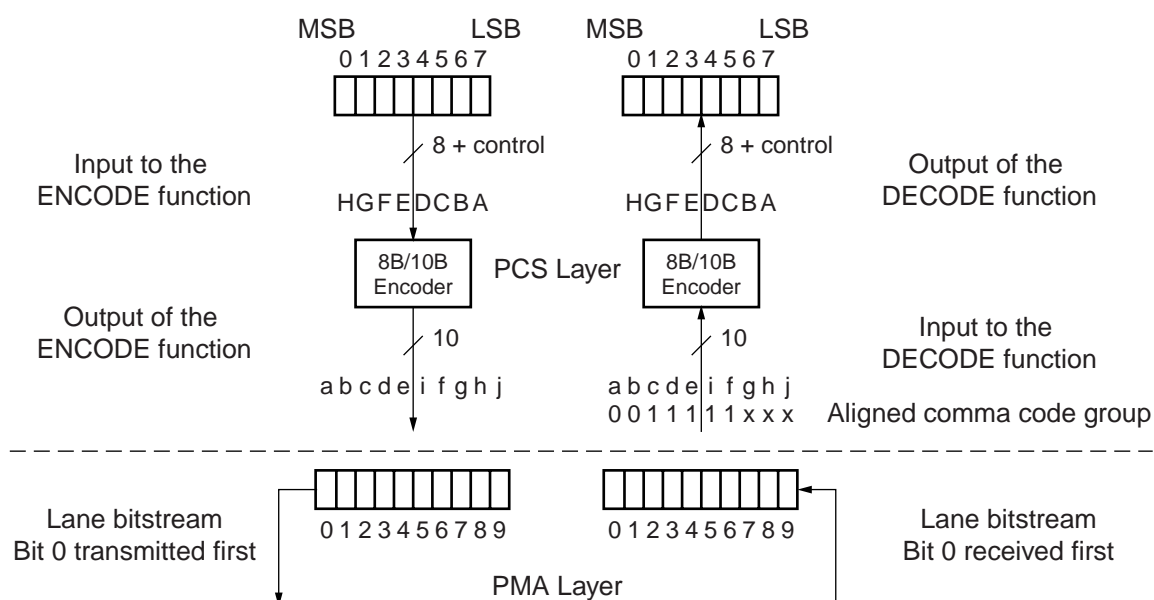 MSB LSB MSB LSB
0 1 2 3 4 5 6 7 0 1 2 3 4 5 6 7
8 + control 8 + control
Input to the
ENCODE function
Output of the
DECODE function
H G F E D C B A H G F E D C B A
8B/10B
Encoder
PCS Layer
8B/10B
Encoder
Output of the
ENCODE function
10 10
Input to the
DECODE function
a b c d e i f g h j a b c d e i f g h j
0 0 1 1 1 1 1 x x x Aligned comma code group
Lane bitstream
Bit 0 transmitted first
0 1 2 3 4 5 6 7 8 9 0 1 2 3 4 5 6 7 8 9
Lane bitstream
Bit 0 received first
PMA Layer